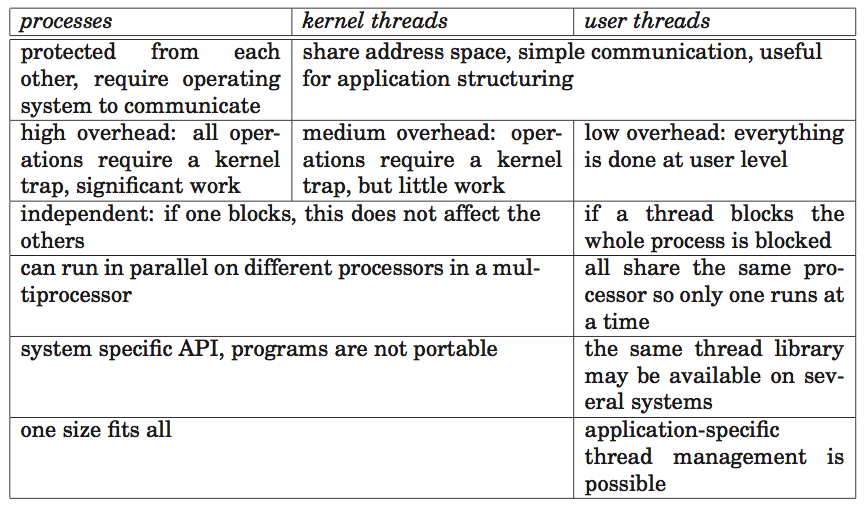 processes kernel threads user threads
protected from each share address space, simple communication, useful
other, require operating for application structuring
system to communicate
high overhead: all oper- medium overhead: oper- low overhead: everything
ations require a kernel ations require a kernel is done at user level
trap, significant work trap, but little work
independent: if one blocks, this does not affect the if a thread blocks the
others whole process is blocked
can run in parallel on different processors in a mul- all share the same pro-
tiprocessor cessor so only one runs at
a time
system specific API, programs are not portable the same thread library
may be available on sev-
eral systems
one size fits all application-specific
thread management is
possible